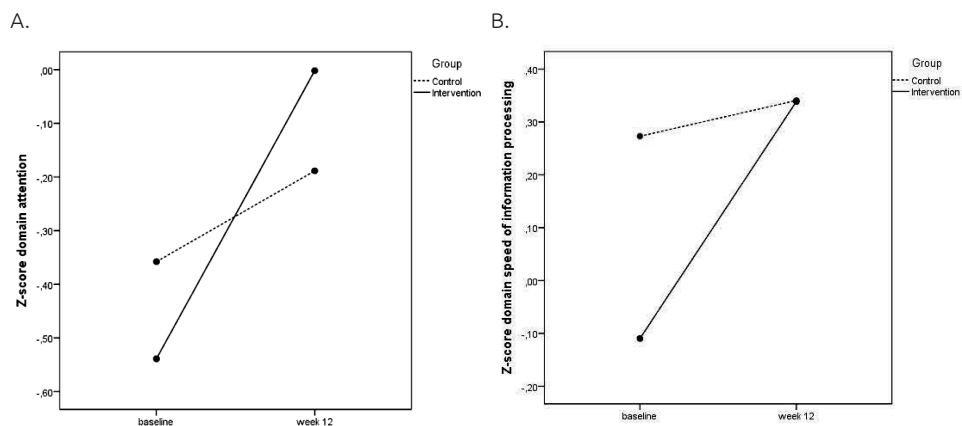 A.
Group
Control
Intervention
,00
-,10
-,20
-,30
-,40
-,50
-,60
Z-score domain attention
baseline
week 12
B.
Group
Control
Intervention
,40
,30
,20
,10
,00
-,10
-,20
Z-score domain speed of information processing
baseline
week 12